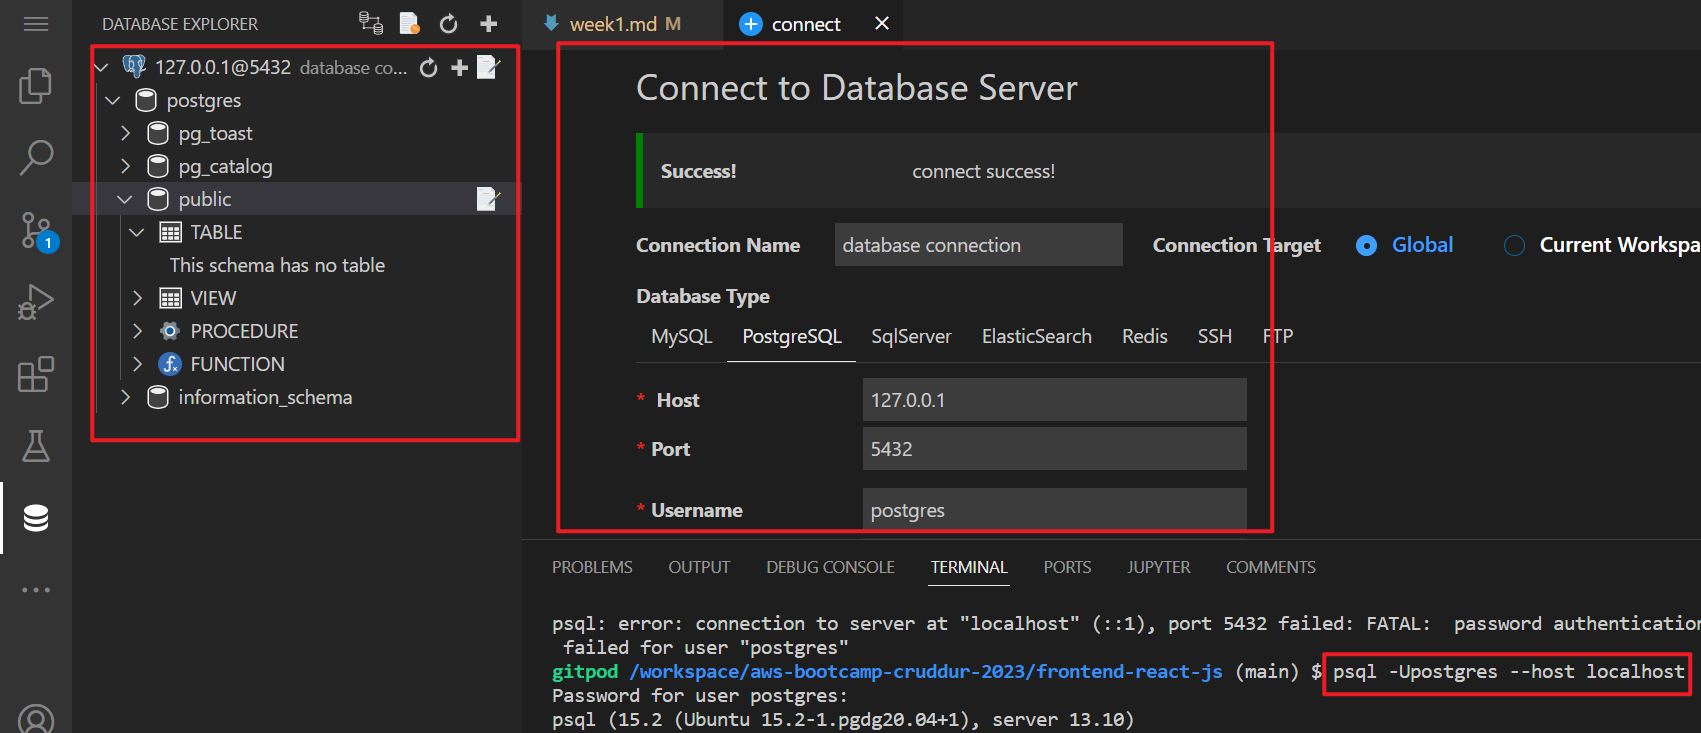 DATABASE EXPLORER
127.0.0.1@5432 database co...
postgres
pg_toast
pg_catalog
public
TABLE
This schema has no table
VIEW
PROCEDURE
FUNCTION
information_schema
1
week1.md M
connect
Connect to Database Server
Success! connect success!
Connection Name database connection Connection Target Global Current Workspa
Database Type
MySQL PostgreSQL SqlServer ElasticSearch Redis SSH FTP
* Host 127.0.0.1
* Port 5432
* Username postgres
PROBLEMS OUTPUT DEBUG CONSOLE TERMINAL PORTS JUPYTER COMMENTS
psql: error: connection to server at "localhost" (::1), port 5432 failed: FATAL: password authentication
failed for user "postgres"
gitpod /workspace/aws-bootcamp-cruddur-2023/frontend-react-js (main) $ psql -Upostgres --host localhost
Password for user postgres:
psql (15.2 (Ubuntu 15.2-1.pgdg20.04+1), server 13.10)